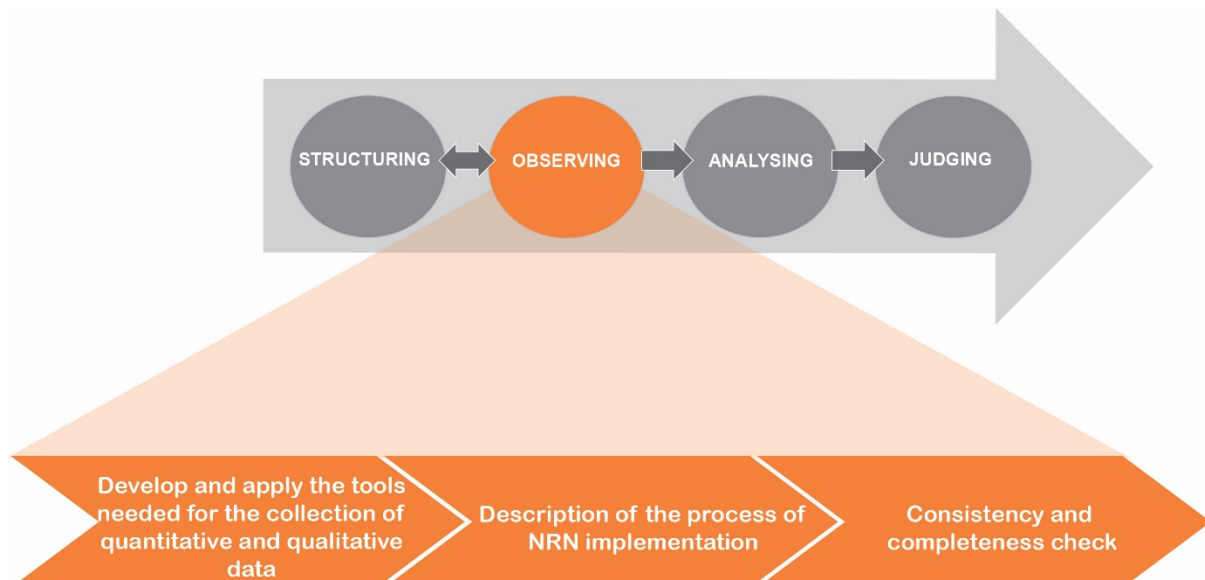 STRUCTURING
OBSERVING
ANALYSING
JUDGING
Develop and apply the tools
needed for the collection of
quantitative and qualitative
data
Description of the process of
NRN implementation
Consistency and
completeness check